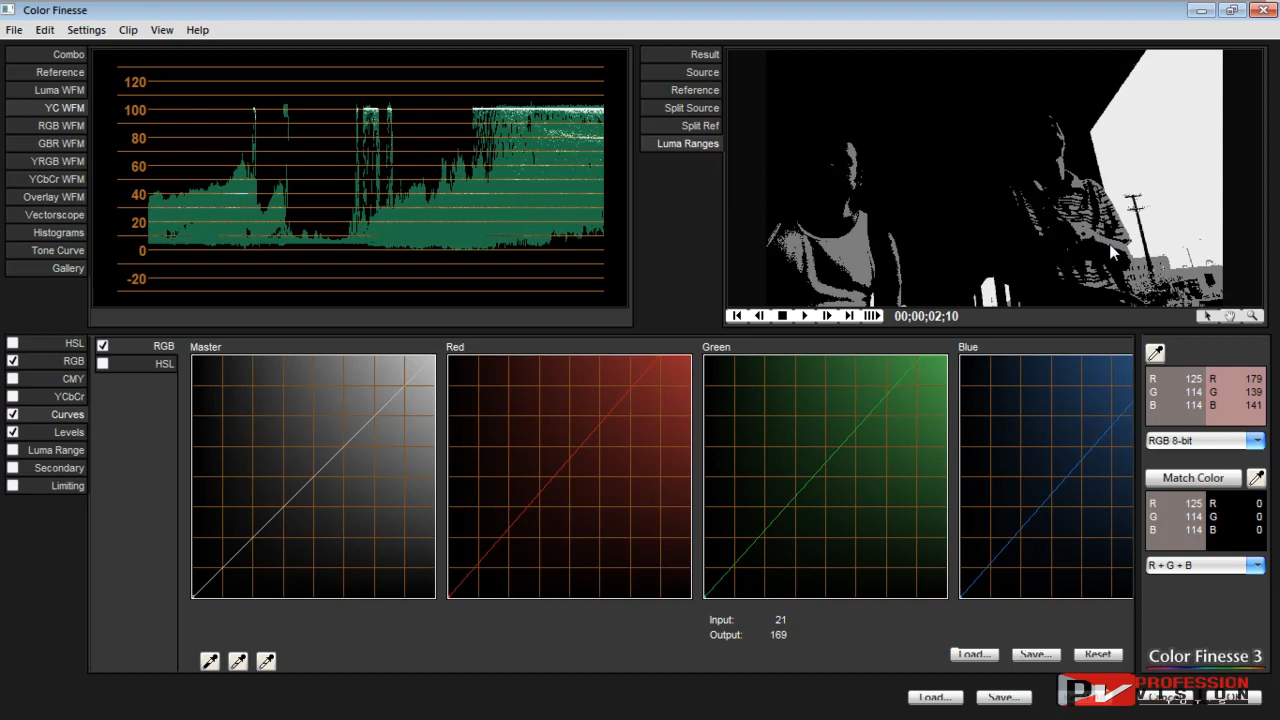 Color Finesse
File Edit Settings Clip View Help
Combo
Reference
Luma WFM
YC WFM
RGB WFM
GBR WFM
YRGB WFM
YCbCr WFM
Overlay WFM
Vectorscope
Histograms
Tone Curve
Gallery
120
100
80
60
40
20
0
-20
Result
Source
Reference
Split Source
Split Ref
Luma Ranges
00;00;02;10
HSL
RGB
CMY
YCbCr
Curves
Levels
Luma Range
Secondary
Limiting
RGB
HSL
Master
Red
Green
Blue
Input: 21
Output: 169
Load... Save... Reset
R 125 R 179
G 114 G 139
B 114 B 141
RGB 8-bit
Match Color
R 125 R 0
G 114 G 0
B 114 B 0
R + G + B
Color Finesse 3
Load... Save...
PROFESSION
VISION